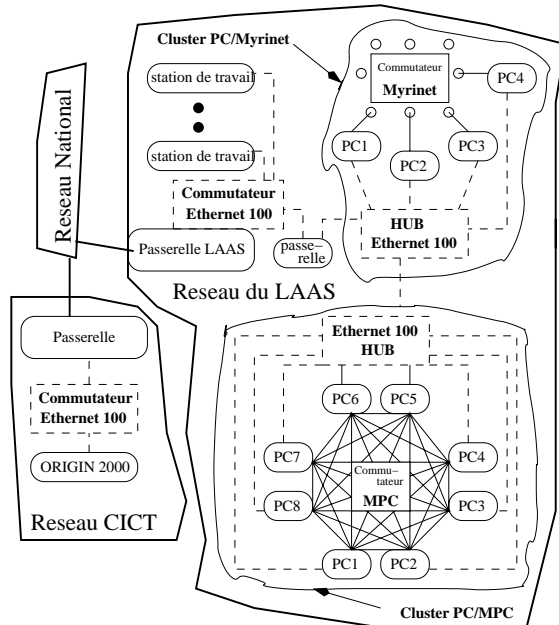 Cluster PC/Myrinet
station de travail
station de travail
Commutateur
Ethernet 100
Passerelle LAAS
passe-
relle
Reseau du LAAS
Commutateur
Myrinet
PC4
PC1
PC2
PC3
HUB
Ethernet 100
Reseau National
Passerelle
Commutateur
Ethernet 100
ORIGIN 2000
Reseau CICT
Ethernet 100
HUB
PC6
PC5
PC7
PC4
Commu-
tateur
MPC
PC8
PC3
PC1
PC2
Cluster PC/MPC